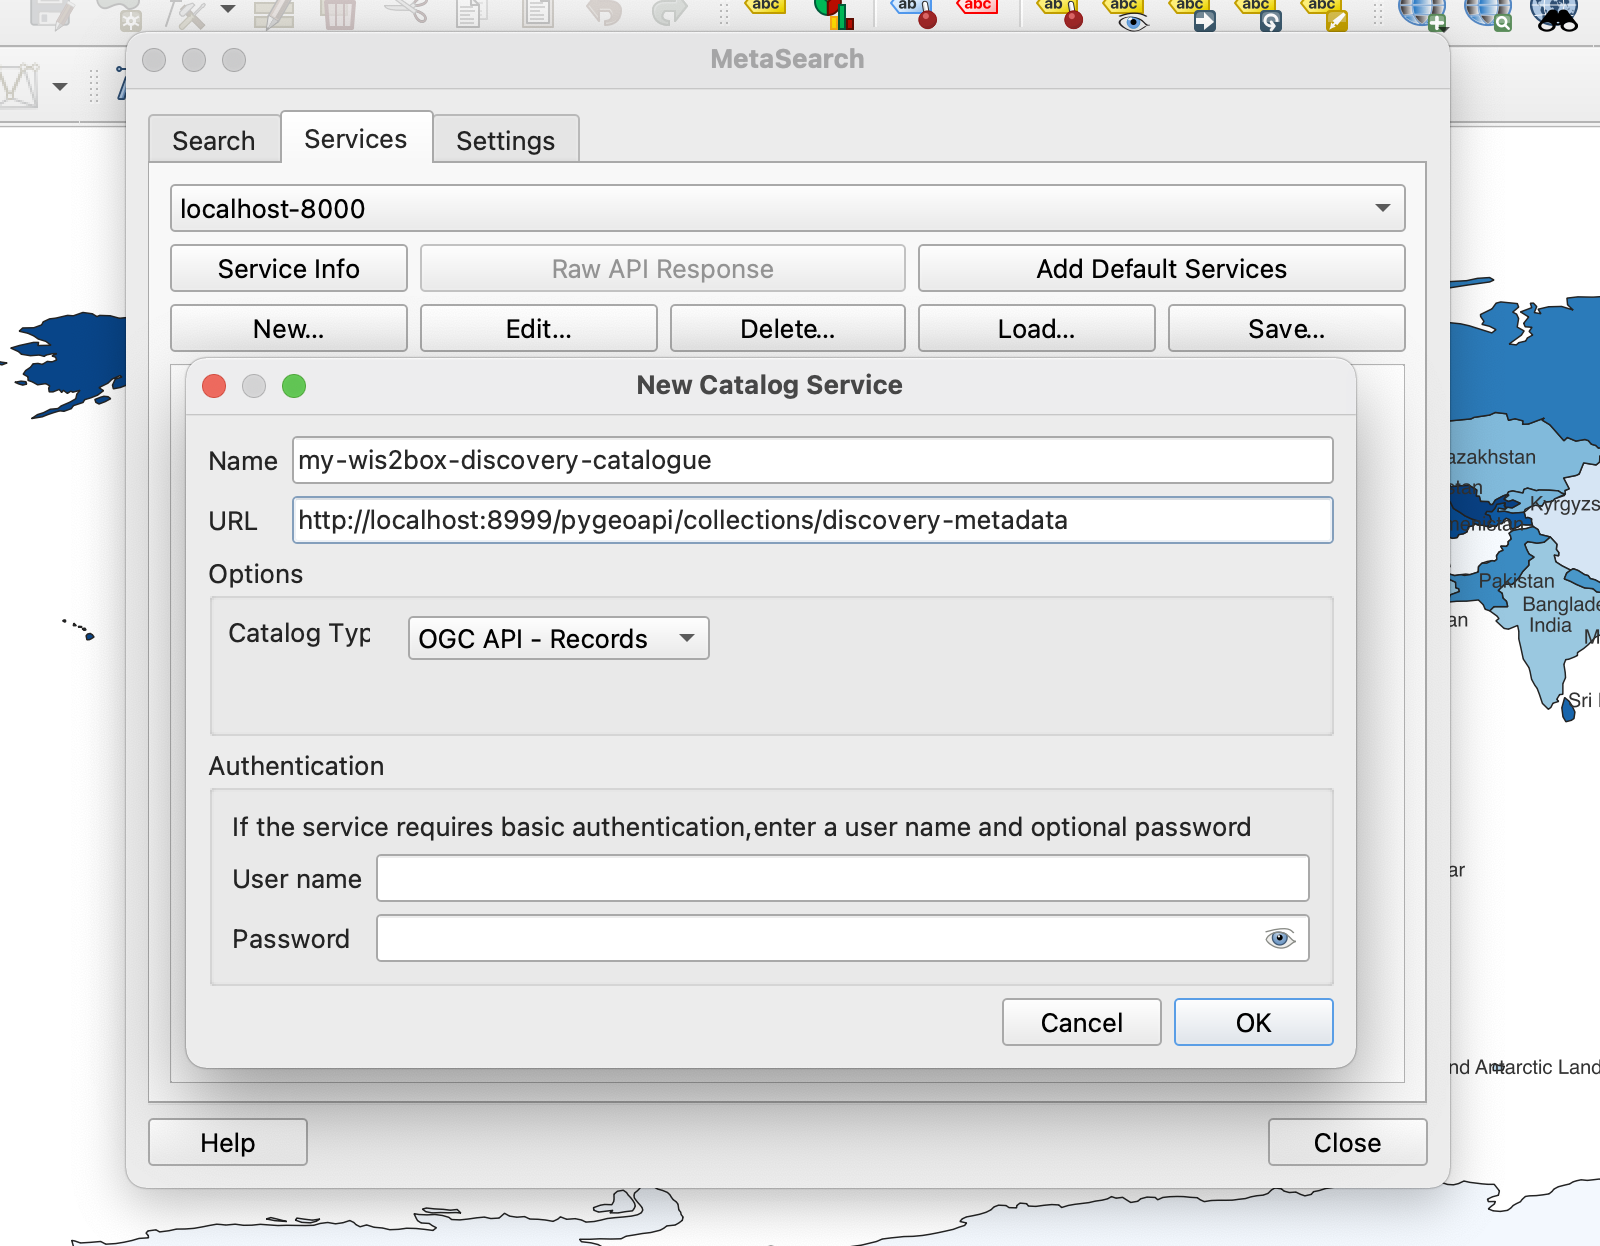 abc
ab
abc
ab
abc
abc
abc
abc
MetaSearch
Search
Services
Settings
localhost-8000
Service Info
Raw API Response
Add Default Services
New...
Edit...
Delete...
Load...
Save...
New Catalog Service
Name
my-wis2box-discovery-catalogue
URL
http://localhost:8999/pygeoapi/collections/discovery-metadata
Options
Catalog Typ
OGC API - Records
Authentication
If the service requires basic authentication,enter a user name and optional password
User name
Password
Cancel
OK
Help
Close
azakhstan
Kyrgyzs
Pakistan
Banglade
India
an
Sri
ar
nd Antarctic Land